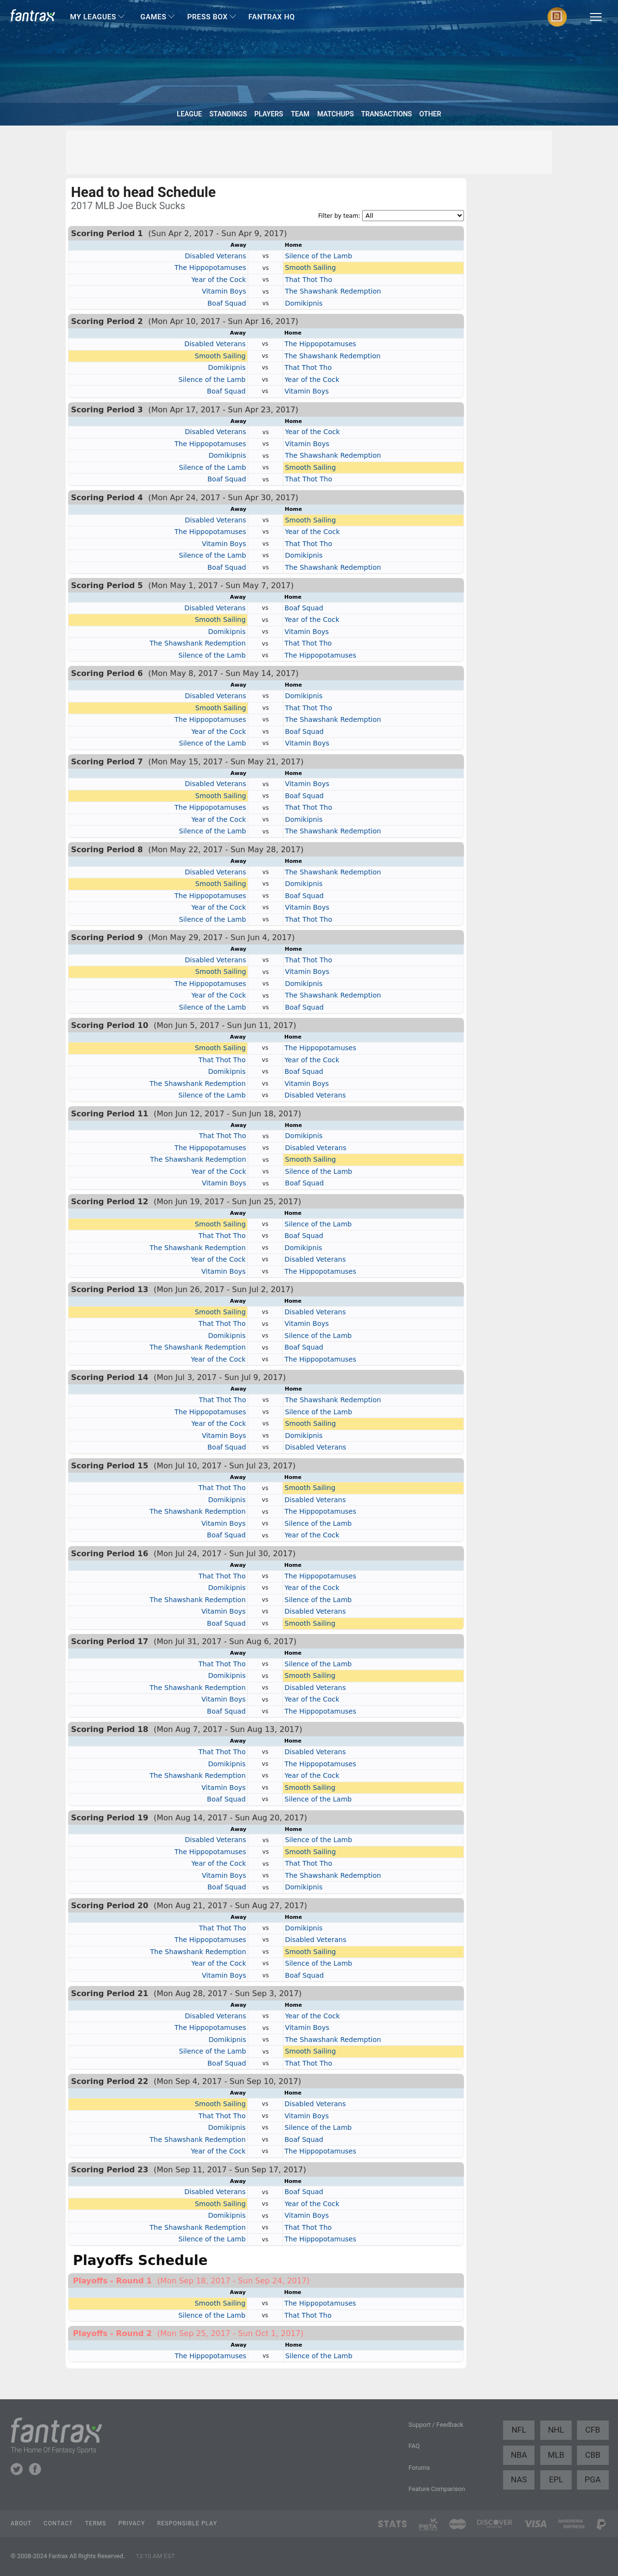 fantrax
MY LEAGUES GAMES PRESS BOX FANTRAX HQ
LEAGUE STANDINGS PLAYERS TEAM MATCHUPS TRANSACTIONS OTHER
Head to head Schedule
2017 MLB Joe Buck Sucks
Filter by team: All
Scoring Period 1 (Sun Apr 2, 2017 - Sun Apr 9, 2017)
Away Home
Disabled Veterans vs Silence of the Lamb
The Hippopotamuses vs Smooth Sailing
Year of the Cock vs That Thot Tho
Vitamin Boys vs The Shawshank Redemption
Boaf Squad vs Domikipnis
Scoring Period 2 (Mon Apr 10, 2017 - Sun Apr 16, 2017)
Away Home
Disabled Veterans vs The Hippopotamuses
Smooth Sailing vs The Shawshank Redemption
Domikipnis vs That Thot Tho
Silence of the Lamb vs Year of the Cock
Boaf Squad vs Vitamin Boys
Scoring Period 3 (Mon Apr 17, 2017 - Sun Apr 23, 2017)
Away Home
Disabled Veterans vs Year of the Cock
The Hippopotamuses vs Vitamin Boys
Domikipnis vs The Shawshank Redemption
Silence of the Lamb vs Smooth Sailing
Boaf Squad vs That Thot Tho
Scoring Period 4 (Mon Apr 24, 2017 - Sun Apr 30, 2017)
Away Home
Disabled Veterans vs Smooth Sailing
The Hippopotamuses vs Year of the Cock
Vitamin Boys vs That Thot Tho
Silence of the Lamb vs Domikipnis
Boaf Squad vs The Shawshank Redemption
Scoring Period 5 (Mon May 1, 2017 - Sun May 7, 2017)
Away Home
Disabled Veterans vs Boaf Squad
Smooth Sailing vs Year of the Cock
Domikipnis vs Vitamin Boys
The Shawshank Redemption vs That Thot Tho
Silence of the Lamb vs The Hippopotamuses
Scoring Period 6 (Mon May 8, 2017 - Sun May 14, 2017)
Away Home
Disabled Veterans vs Domikipnis
Smooth Sailing vs That Thot Tho
The Hippopotamuses vs The Shawshank Redemption
Year of the Cock vs Boaf Squad
Silence of the Lamb vs Vitamin Boys
Scoring Period 7 (Mon May 15, 2017 - Sun May 21, 2017)
Away Home
Disabled Veterans vs Vitamin Boys
Smooth Sailing vs Boaf Squad
The Hippopotamuses vs That Thot Tho
Year of the Cock vs Domikipnis
Silence of the Lamb vs The Shawshank Redemption
Scoring Period 8 (Mon May 22, 2017 - Sun May 28, 2017)
Away Home
Disabled Veterans vs The Shawshank Redemption
Smooth Sailing vs Domikipnis
The Hippopotamuses vs Boaf Squad
Year of the Cock vs Vitamin Boys
Silence of the Lamb vs That Thot Tho
Scoring Period 9 (Mon May 29, 2017 - Sun Jun 4, 2017)
Away Home
Disabled Veterans vs That Thot Tho
Smooth Sailing vs Vitamin Boys
The Hippopotamuses vs Domikipnis
Year of the Cock vs The Shawshank Redemption
Silence of the Lamb vs Boaf Squad
Scoring Period 10 (Mon Jun 5, 2017 - Sun Jun 11, 2017)
Away Home
Smooth Sailing vs The Hippopotamuses
That Thot Tho vs Year of the Cock
Domikipnis vs Boaf Squad
The Shawshank Redemption vs Vitamin Boys
Silence of the Lamb vs Disabled Veterans
Scoring Period 11 (Mon Jun 12, 2017 - Sun Jun 18, 2017)
Away Home
That Thot Tho vs Domikipnis
The Hippopotamuses vs Disabled Veterans
The Shawshank Redemption vs Smooth Sailing
Year of the Cock vs Silence of the Lamb
Vitamin Boys vs Boaf Squad
Scoring Period 12 (Mon Jun 19, 2017 - Sun Jun 25, 2017)
Away Home
Smooth Sailing vs Silence of the Lamb
That Thot Tho vs Boaf Squad
The Shawshank Redemption vs Domikipnis
Year of the Cock vs Disabled Veterans
Vitamin Boys vs The Hippopotamuses
Scoring Period 13 (Mon Jun 26, 2017 - Sun Jul 2, 2017)
Away Home
Smooth Sailing vs Disabled Veterans
That Thot Tho vs Vitamin Boys
Domikipnis vs Silence of the Lamb
The Shawshank Redemption vs Boaf Squad
Year of the Cock vs The Hippopotamuses
Scoring Period 14 (Mon Jul 3, 2017 - Sun Jul 9, 2017)
Away Home
That Thot Tho vs The Shawshank Redemption
The Hippopotamuses vs Silence of the Lamb
Year of the Cock vs Smooth Sailing
Vitamin Boys vs Domikipnis
Boaf Squad vs Disabled Veterans
Scoring Period 15 (Mon Jul 10, 2017 - Sun Jul 23, 2017)
Away Home
That Thot Tho vs Smooth Sailing
Domikipnis vs Disabled Veterans
The Shawshank Redemption vs The Hippopotamuses
Vitamin Boys vs Silence of the Lamb
Boaf Squad vs Year of the Cock
Scoring Period 16 (Mon Jul 24, 2017 - Sun Jul 30, 2017)
Away Home
That Thot Tho vs The Hippopotamuses
Domikipnis vs Year of the Cock
The Shawshank Redemption vs Silence of the Lamb
Vitamin Boys vs Disabled Veterans
Boaf Squad vs Smooth Sailing
Scoring Period 17 (Mon Jul 31, 2017 - Sun Aug 6, 2017)
Away Home
That Thot Tho vs Silence of the Lamb
Domikipnis vs Smooth Sailing
The Shawshank Redemption vs Disabled Veterans
Vitamin Boys vs Year of the Cock
Boaf Squad vs The Hippopotamuses
Scoring Period 18 (Mon Aug 7, 2017 - Sun Aug 13, 2017)
Away Home
That Thot Tho vs Disabled Veterans
Domikipnis vs The Hippopotamuses
The Shawshank Redemption vs Year of the Cock
Vitamin Boys vs Smooth Sailing
Boaf Squad vs Silence of the Lamb
Scoring Period 19 (Mon Aug 14, 2017 - Sun Aug 20, 2017)
Away Home
Disabled Veterans vs Silence of the Lamb
The Hippopotamuses vs Smooth Sailing
Year of the Cock vs That Thot Tho
Vitamin Boys vs The Shawshank Redemption
Boaf Squad vs Domikipnis
Scoring Period 20 (Mon Aug 21, 2017 - Sun Aug 27, 2017)
Away Home
That Thot Tho vs Domikipnis
The Hippopotamuses vs Disabled Veterans
The Shawshank Redemption vs Smooth Sailing
Year of the Cock vs Silence of the Lamb
Vitamin Boys vs Boaf Squad
Scoring Period 21 (Mon Aug 28, 2017 - Sun Sep 3, 2017)
Away Home
Disabled Veterans vs Year of the Cock
The Hippopotamuses vs Vitamin Boys
Domikipnis vs The Shawshank Redemption
Silence of the Lamb vs Smooth Sailing
Boaf Squad vs That Thot Tho
Scoring Period 22 (Mon Sep 4, 2017 - Sun Sep 10, 2017)
Away Home
Smooth Sailing vs Disabled Veterans
That Thot Tho vs Vitamin Boys
Domikipnis vs Silence of the Lamb
The Shawshank Redemption vs Boaf Squad
Year of the Cock vs The Hippopotamuses
Scoring Period 23 (Mon Sep 11, 2017 - Sun Sep 17, 2017)
Away Home
Disabled Veterans vs Boaf Squad
Smooth Sailing vs Year of the Cock
Domikipnis vs Vitamin Boys
The Shawshank Redemption vs That Thot Tho
Silence of the Lamb vs The Hippopotamuses
Playoffs Schedule
Playoffs - Round 1 (Mon Sep 18, 2017 - Sun Sep 24, 2017)
Away Home
Smooth Sailing vs The Hippopotamuses
Silence of the Lamb vs That Thot Tho
Playoffs - Round 2 (Mon Sep 25, 2017 - Sun Oct 1, 2017)
Away Home
The Hippopotamuses vs Silence of the Lamb
fantrax
The Home Of Fantasy Sports
Support / Feedback
FAQ
Forums
Feature Comparison
NFL NHL CFB
NBA MLB CBB
NAS EPL PGA
ABOUT CONTACT TERMS PRIVACY RESPONSIBLE PLAY
STATS DISCOVER VISA
© 2008-2024 Fantrax All Rights Reserved. 12:10 AM EST